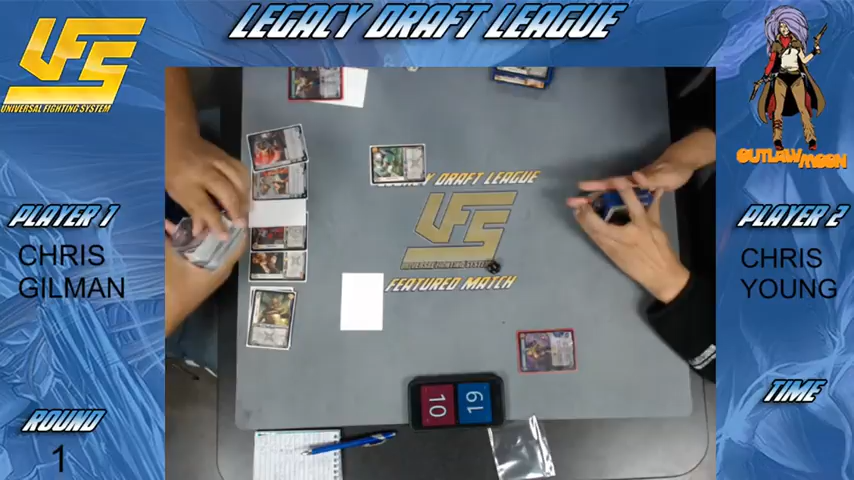 LEGACY DRAFT LEAGUE
UFS
UNIVERSAL FIGHTING SYSTEM
OUTLAW MOON
PLAYER 1
CHRIS
GILMAN
PLAYER 2
CHRIS
YOUNG
Y DRAFT LEAGUE
UFS
UNIVERSAL FIGHTING SYSTEM
FEATURED MATCH
10
19
ROUND
1
TIME